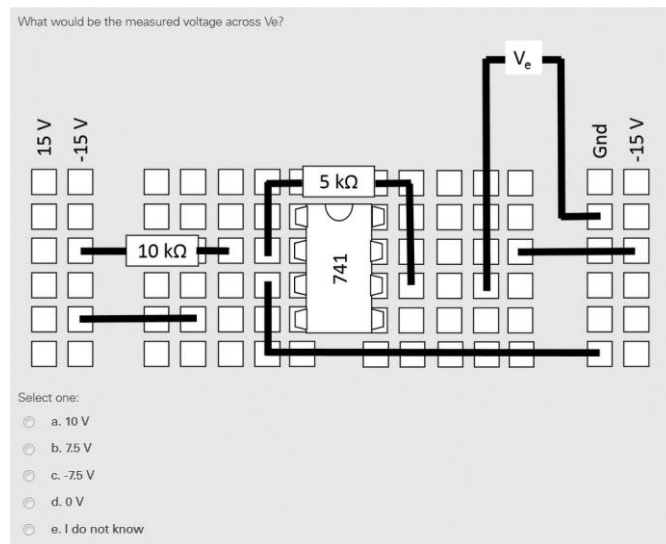 What would be the measured voltage across Ve?
Ve
15 V
-15 V
Gnd
-15 V
5 kΩ
10 kΩ
741
Select one:
a. 10 V
b. 7.5 V
c. -7.5 V
d. 0 V
e. I do not know